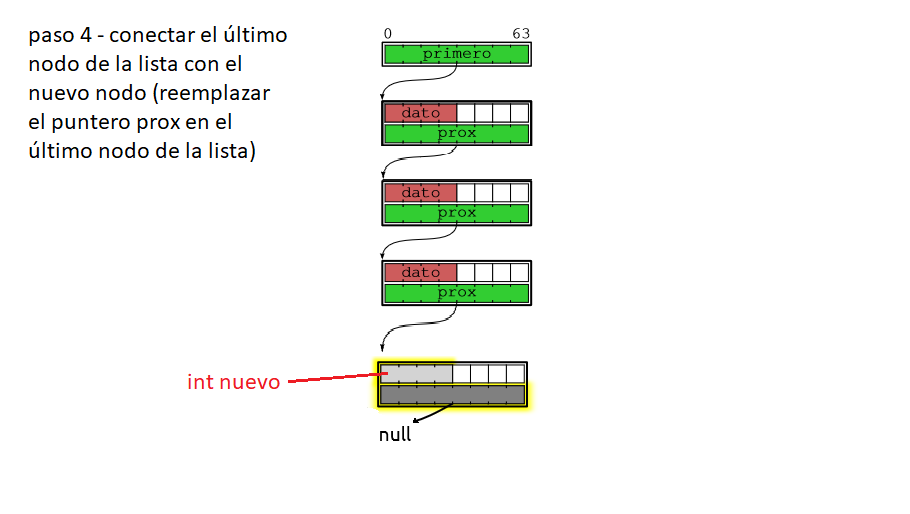 paso 4 - conectar el último
nodo de la lista con el
nuevo nodo (reemplazar
el puntero prox en el
último nodo de la lista)
0 63
primero
dato
prox
dato
prox
dato
prox
int nuevo
null